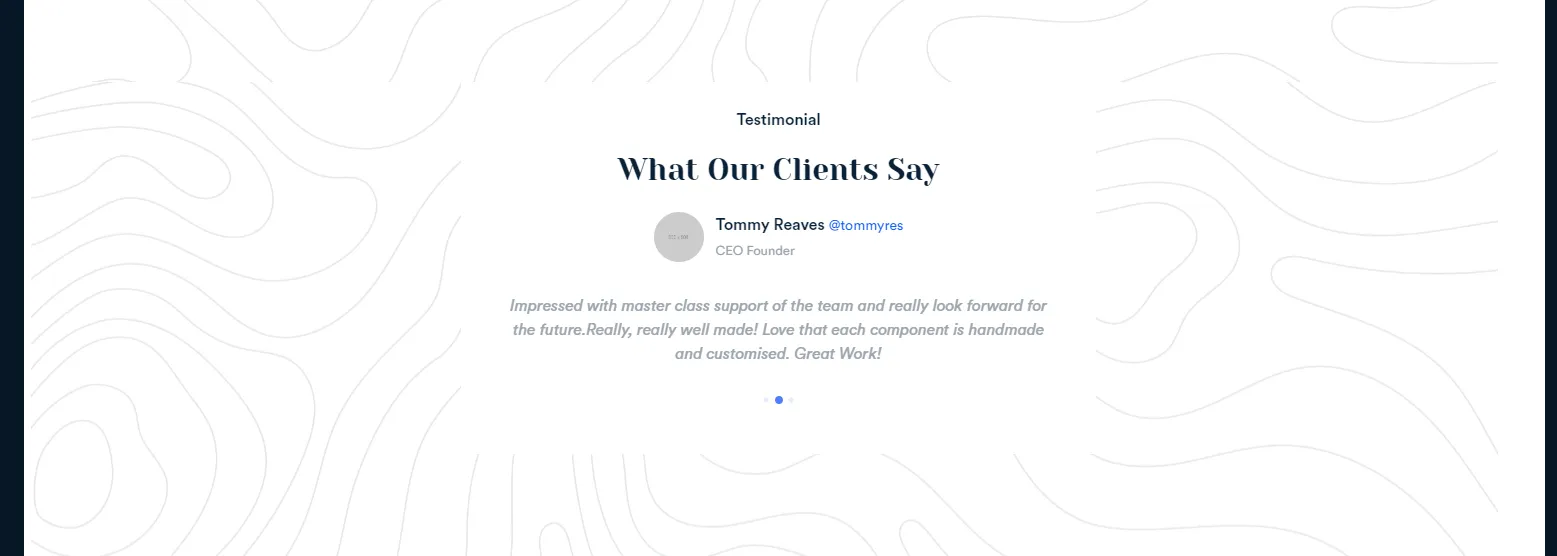 Testimonial
What Our Clients Say
Tommy Reaves @tommyres
CEO Founder
Impressed with master class support of the team and really look forward for
the future.Really, really well made! Love that each component is handmade
and customised. Great Work!